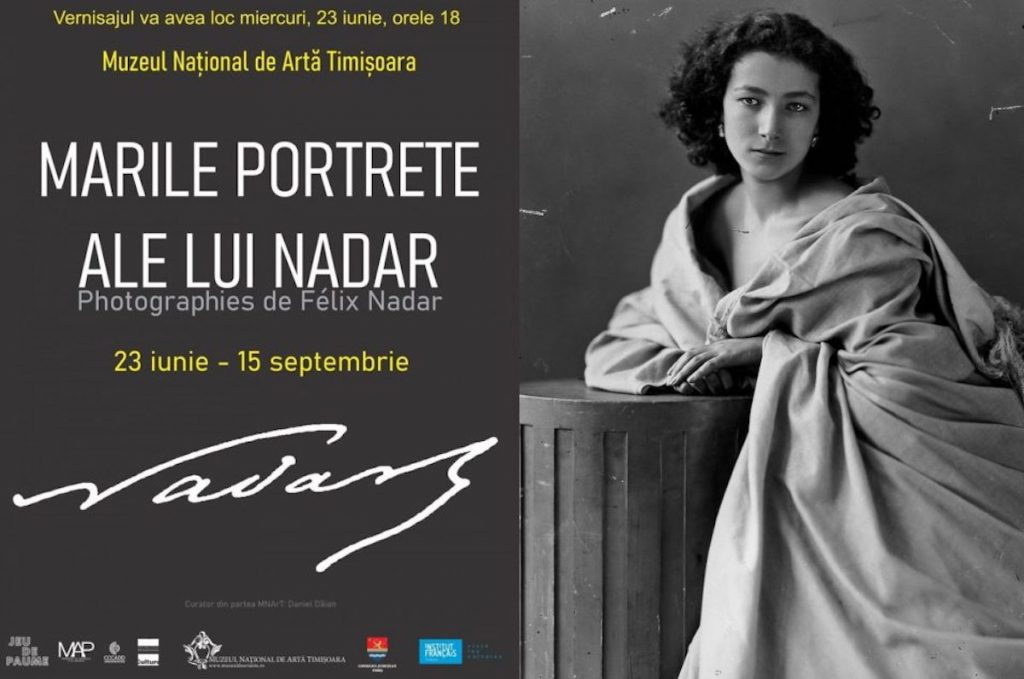 Vernisajul va avea loc miercuri, 23 iunie, orele 18
Muzeul Național de Artă Timișoara
MARILE PORTRETE
ALE LUI NADAR
Photographies de Félix Nadar
23 iunie - 15 septembrie
Nadar
Curator din partea MNArT: Daniel Dăian
JEU
DE
PAUME
MAP
MUZEUL NAȚIONAL DE ARTĂ TIMIȘOARA
INSTITUT
FRANÇAIS